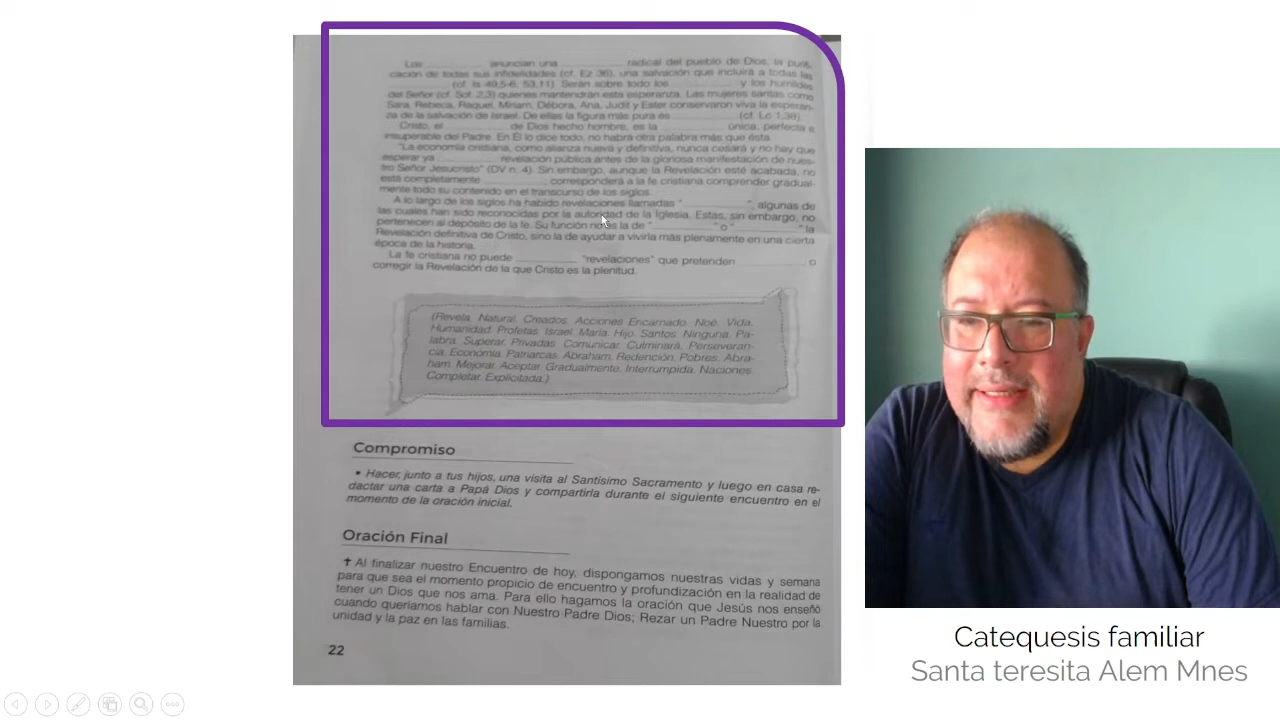 Los ____________ anuncian una ____________ radical del pueblo de Dios, la purifi-
cación de todas sus infidelidades (cf. Ez 36), una salvación que incluirá a todas las
____________ (cf. Is 49,5-6; 53,11). Serán sobre todo los ____________ y los humildes
del Señor (cf. Sof. 2,3) quienes mantendrán esta esperanza. Las mujeres santas como
Sara, Rebeca, Raquel, Miriam, Débora, Ana, Judit y Ester conservaron viva la esperan-
za de la salvación de Israel. De ellas la figura más pura es ____________ (cf. Lc 1,38).
Cristo, el ____________ de Dios hecho hombre, es la ____________ única, perfecta e
insuperable del Padre. En Él lo dice todo, no habrá otra palabra más que ésta.
"La economía cristiana, como alianza nueva y definitiva, nunca cesará y no hay que
esperar ya ____________ revelación pública antes de la gloriosa manifestación de nues-
tro Señor Jesucristo" (DV n. 4). Sin embargo, aunque la Revelación esté acabada, no
está completamente ____________; corresponderá a la fe cristiana comprender gradual-
mente todo su contenido en el transcurso de los siglos.
A lo largo de los siglos ha habido revelaciones llamadas "____________", algunas de
las cuales han sido reconocidas por la autoridad de la Iglesia. Estas, sin embargo, no
pertenecen al depósito de la fe. Su función no es la de "____________" o "____________" la
Revelación definitiva de Cristo, sino la de ayudar a vivirla más plenamente en una cierta
época de la historia.
La fe cristiana no puede ____________ "revelaciones" que pretenden ____________ o
corregir la Revelación de la que Cristo es la plenitud.
(Revela. Natural. Creados. Acciones Encarnado. Noé. Vida.
Humanidad. Profetas. Israel. María. Hijo. Santos. Ninguna. Pa-
labra. Superar. Privadas Comunicar. Culminará. Perseveran-
cia. Economía. Patriarcas. Abraham. Redención. Pobres. Abra-
ham. Mejorar. Aceptar. Gradualmente. Interrumpida. Naciones
Completar. Explicitada.)
Compromiso
• Hacer, junto a tus hijos, una visita al Santísimo Sacramento y luego en casa re-
dactar una carta a Papá Dios y compartirla durante el siguiente encuentro en el
momento de la oración inicial.
Oración Final
✝ Al finalizar nuestro Encuentro de hoy, dispongamos nuestras vidas y semana
para que sea el momento propicio de encuentro y profundización en la realidad de
tener un Dios que nos ama. Para ello hagamos la oración que Jesús nos enseñó
cuando queríamos hablar con Nuestro Padre Dios; Rezar un Padre Nuestro por la
unidad y la paz en las familias.
22
Catequesis familiar
Santa teresita Alem Mnes